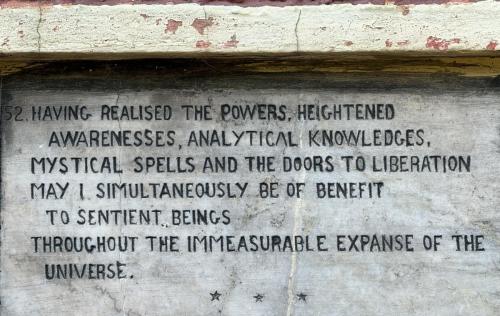 52. HAVING REALISED THE POWERS, HEIGHTENED
AWARENESSES, ANALYTICAL KNOWLEDGES,
MYSTICAL SPELLS AND THE DOORS TO LIBERATION
MAY I SIMULTANEOUSLY BE OF BENEFIT
TO SENTIENT BEINGS
THROUGHOUT THE IMMEASURABLE EXPANSE OF THE
UNIVERSE.
★ ★ ★